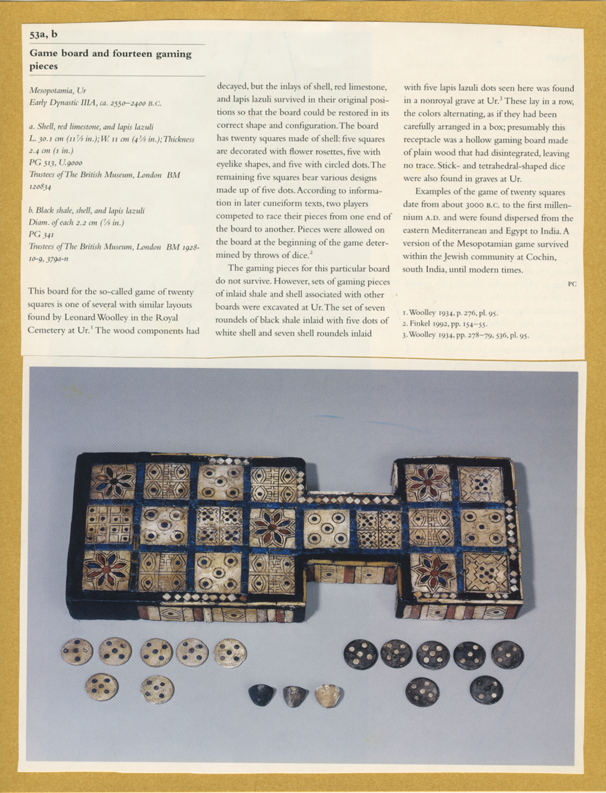 53a, b
Game board and fourteen gaming
pieces
Mesopotamia, Ur
Early Dynastic IIIA, ca. 2550–2400 B.C.
a. Shell, red limestone, and lapis lazuli
L. 30.1 cm (11⅞ in.); W. 11 cm (4⅜ in.); Thickness
2.4 cm (1 in.)
PG 513, U.9000
Trustees of The British Museum, London BM
120834
b. Black shale, shell, and lapis lazuli
Diam. of each 2.2 cm (⅞ in.)
PG 341
Trustees of The British Museum, London BM 1928-
10-9, 379a-n
This board for the so-called game of twenty
squares is one of several with similar layouts
found by Leonard Woolley in the Royal
Cemetery at Ur.¹ The wood components had
decayed, but the inlays of shell, red limestone,
and lapis lazuli survived in their original posi-
tions so that the board could be restored in its
correct shape and configuration. The board
has twenty squares made of shell: five squares
are decorated with flower rosettes, five with
eyelike shapes, and five with circled dots. The
remaining five squares bear various designs
made up of five dots. According to informa-
tion in later cuneiform texts, two players
competed to race their pieces from one end of
the board to another. Pieces were allowed on
the board at the beginning of the game deter-
mined by throws of dice.²
The gaming pieces for this particular board
do not survive. However, sets of gaming pieces
of inlaid shale and shell associated with other
boards were excavated at Ur. The set of seven
roundels of black shale inlaid with five dots of
white shell and seven shell roundels inlaid
with five lapis lazuli dots seen here was found
in a nonroyal grave at Ur.³ These lay in a row,
the colors alternating, as if they had been
carefully arranged in a box; presumably this
receptacle was a hollow gaming board made
of plain wood that had disintegrated, leaving
no trace. Stick- and tetrahedral-shaped dice
were also found in graves at Ur.
Examples of the game of twenty squares
date from about 3000 B.C. to the first millen-
nium A.D. and were found dispersed from the
eastern Mediterranean and Egypt to India. A
version of the Mesopotamian game survived
within the Jewish community at Cochin,
south India, until modern times.
PC
1. Woolley 1934, p. 276, pl. 95.
2. Finkel 1992, pp. 154–55.
3. Woolley 1934, pp. 278–79, 536, pl. 95.